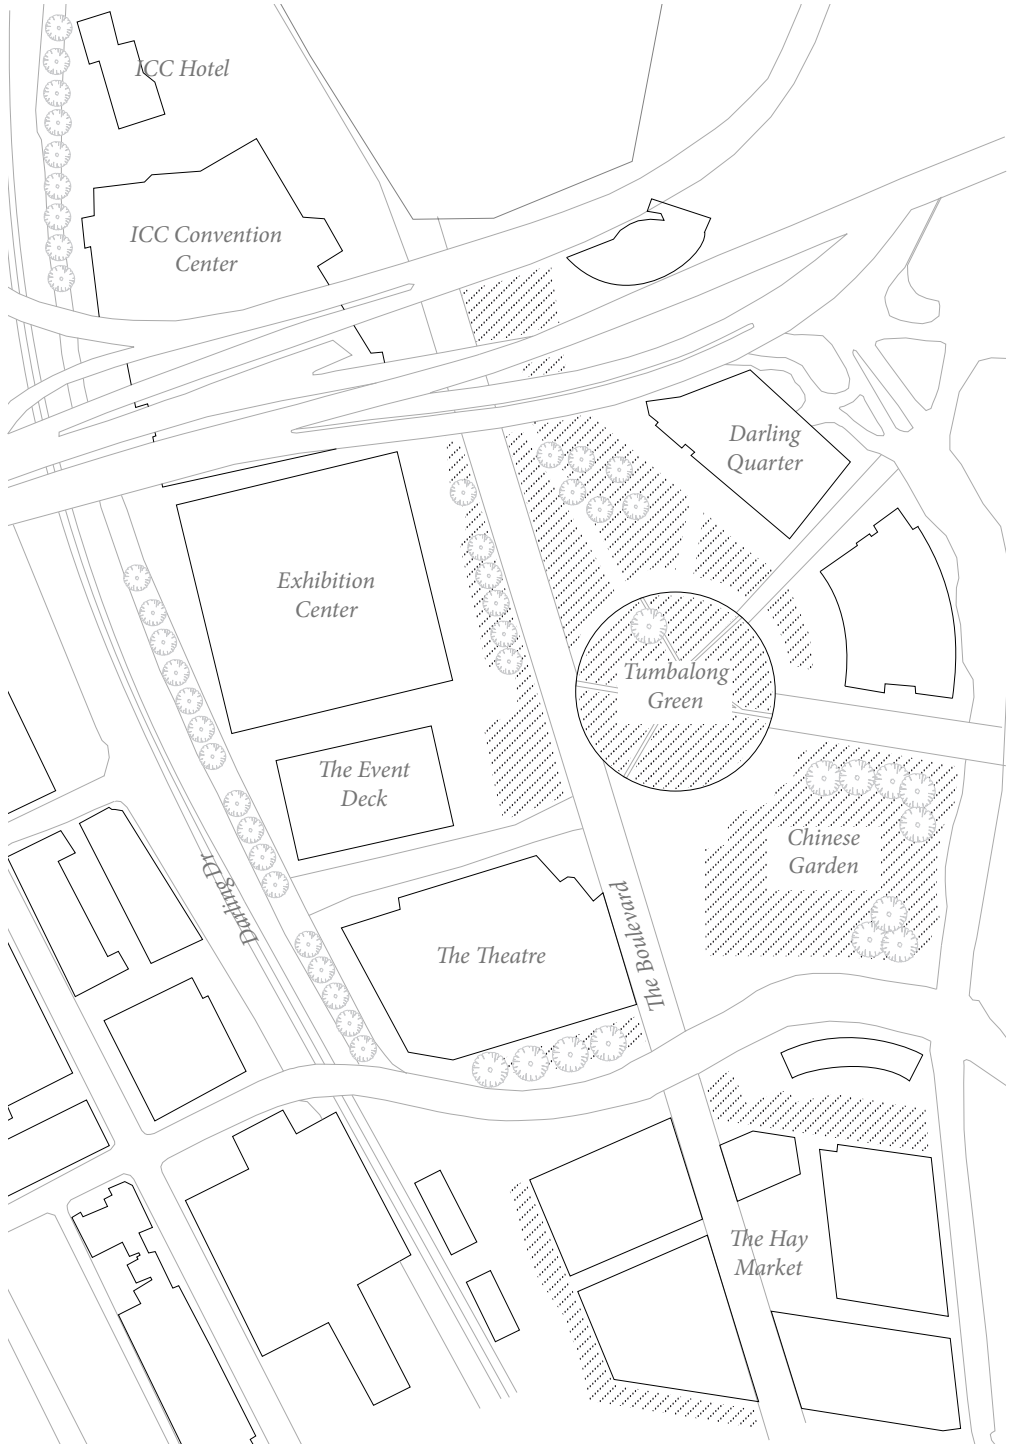 ICC Hotel
ICC Convention
Center
Darling
Quarter
Exhibition
Center
Tumbalong
Green
The Event
Deck
Chinese
Garden
Darling Dr
The Boulevard
The Theatre
The Hay
Market